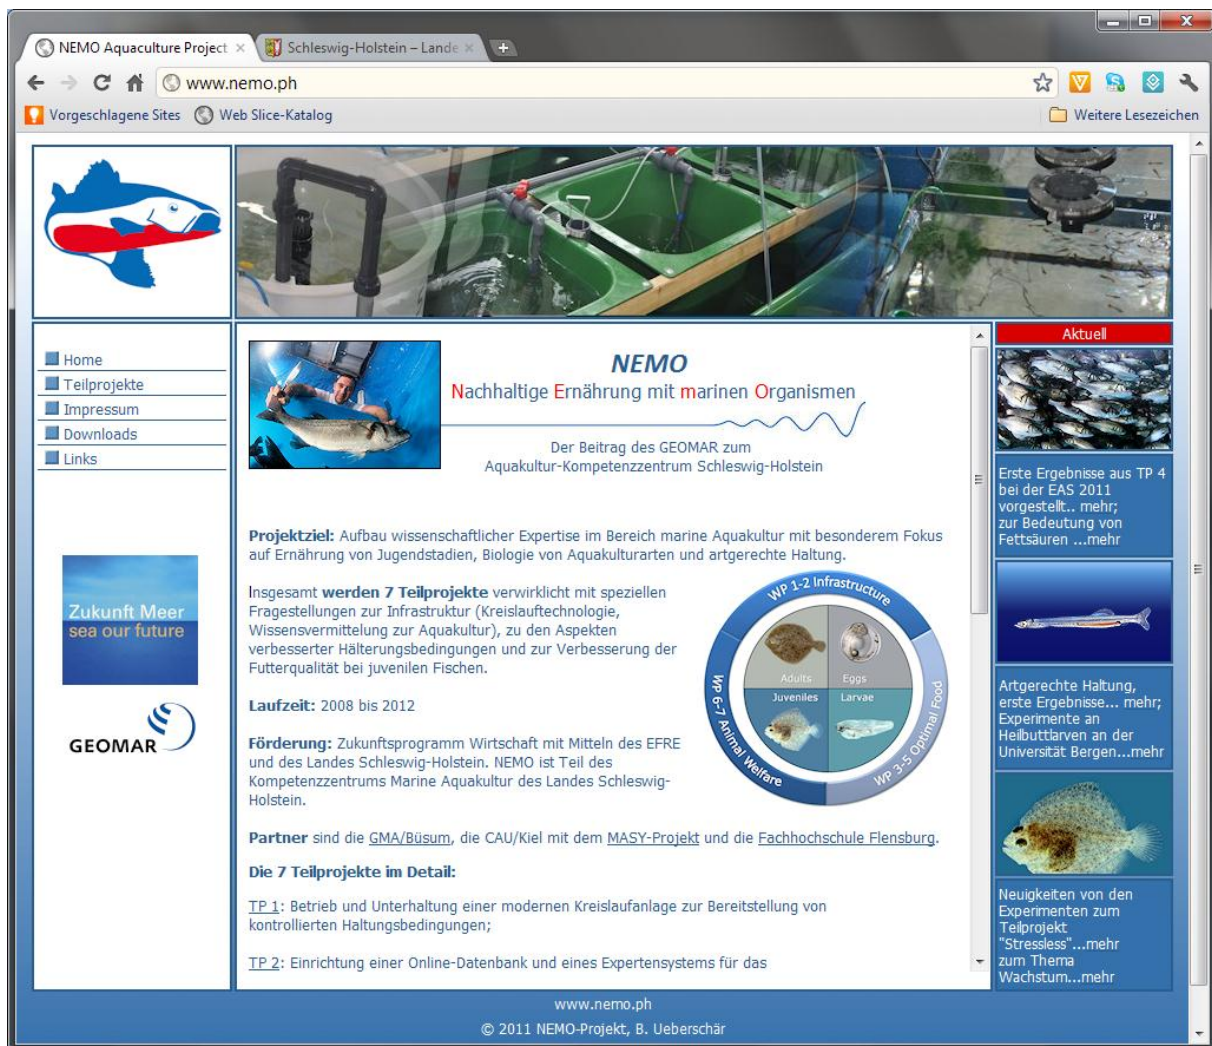 NEMO Aquaculture Project
Schleswig-Holstein – Lande
www.nemo.ph
Vorgeschlagene Sites
Web Slice-Katalog
Weitere Lesezeichen
Home
Teilprojekte
Impressum
Downloads
Links
Zukunft Meer
sea our future
GEOMAR
NEMO
Nachhaltige Ernährung mit marinen Organismen
Der Beitrag des GEOMAR zum
Aquakultur-Kompetenzzentrum Schleswig-Holstein
Projektziel: Aufbau wissenschaftlicher Expertise im Bereich marine Aquakultur mit besonderem Fokus
auf Ernährung von Jugendstadien, Biologie von Aquakulturarten und artgerechte Haltung.
Insgesamt werden 7 Teilprojekte verwirklicht mit speziellen
Fragestellungen zur Infrastruktur (Kreislauftechnologie,
Wissensvermittelung zur Aquakultur), zu den Aspekten
verbesserter Hälterungsbedingungen und zur Verbesserung der
Futterqualität bei juvenilen Fischen.
WP 1-2 Infrastructure
Adults
Eggs
Juveniles
Larvae
WP 6-7 Animal Welfare
WP 3-5 Optimal Food
Laufzeit: 2008 bis 2012
Förderung: Zukunftsprogramm Wirtschaft mit Mitteln des EFRE
und des Landes Schleswig-Holstein. NEMO ist Teil des
Kompetenzzentrums Marine Aquakultur des Landes Schleswig-
Holstein.
Partner sind die GMA/Büsum, die CAU/Kiel mit dem MASY-Projekt und die Fachhochschule Flensburg.
Die 7 Teilprojekte im Detail:
TP 1: Betrieb und Unterhaltung einer modernen Kreislaufanlage zur Bereitstellung von
kontrollierten Haltungsbedingungen;
TP 2: Einrichtung einer Online-Datenbank und eines Expertensystems für das
Aktuell
Erste Ergebnisse aus TP 4
bei der EAS 2011
vorgestellt.. mehr;
zur Bedeutung von
Fettsäuren ...mehr
Artgerechte Haltung,
erste Ergebnisse... mehr;
Experimente an
Heilbuttlarven an der
Universität Bergen...mehr
Neuigkeiten von den
Experimenten zum
Teilprojekt
"Stressless"...mehr
zum Thema
Wachstum...mehr
www.nemo.ph
© 2011 NEMO-Projekt, B. Ueberschär